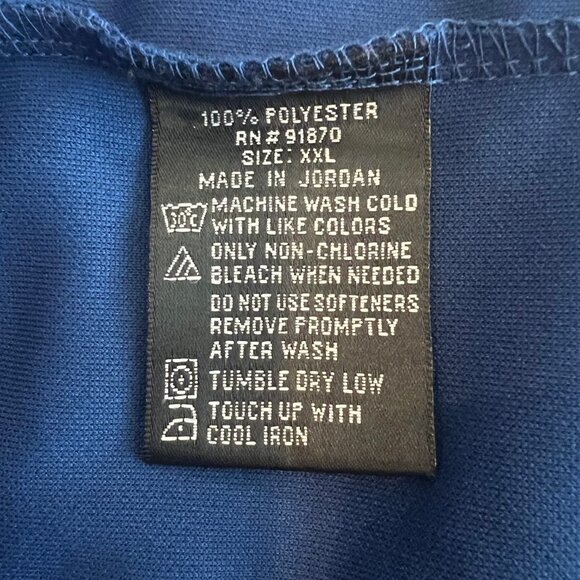 100% POLYESTER
RN # 91870
SIZE: XXL
MADE IN JORDAN
30°C MACHINE WASH COLD
WITH LIKE COLORS
ONLY NON-CHLORINE
BLEACH WHEN NEEDED
DO NOT USE SOFTENERS
REMOVE PROMPTLY
AFTER WASH
TUMBLE DRY LOW
TOUCH UP WITH
COOL IRON